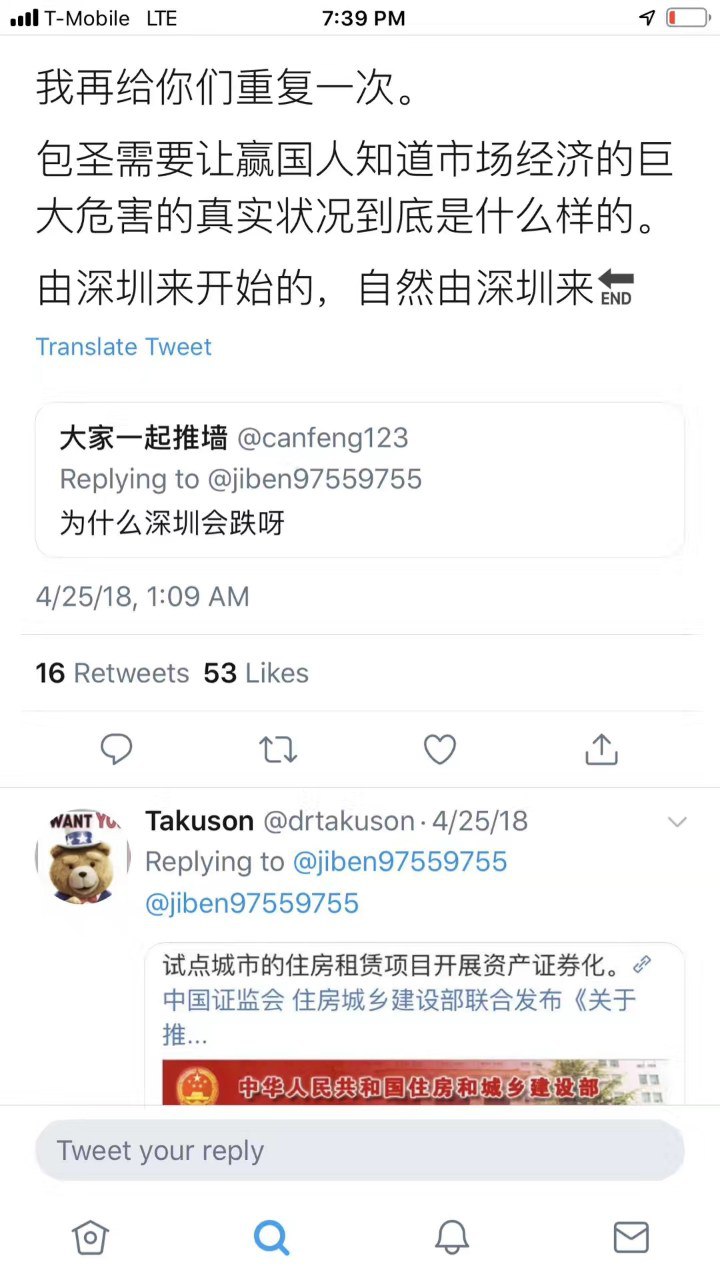 T-Mobile LTE 7:39 PM
我再给你们重复一次。
包圣需要让赢国人知道市场经济的巨
大危害的真实状况到底是什么样的。
由深圳来开始的，自然由深圳来🔚
Translate Tweet
大家一起推墙 @canfeng123
Replying to @jiben97559755
为什么深圳会跌呀
4/25/18, 1:09 AM
16 Retweets 53 Likes
WANT YOU
Takuson @drtakuson · 4/25/18
Replying to @jiben97559755
@jiben97559755
试点城市的住房租赁项目开展资产证券化。
中国证监会 住房城乡建设部联合发布《关于
推...
中华人民共和国住房和城乡建设部
Tweet your reply